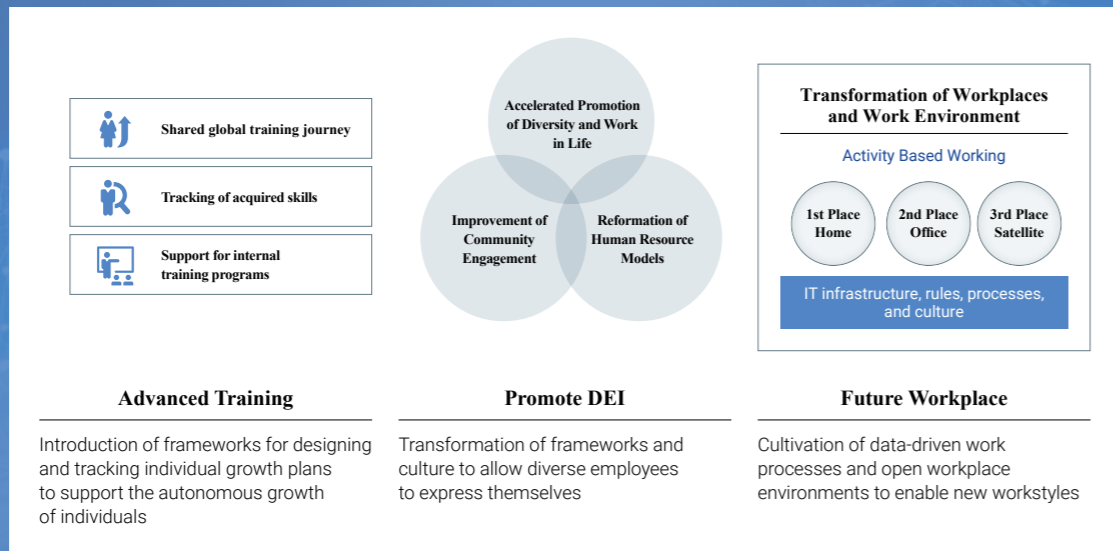 Shared global training journey
Tracking of acquired skills
Support for internal
training programs
Advanced Training
Introduction of frameworks for designing
and tracking individual growth plans
to support the autonomous growth
of individuals
Accelerated Promotion
of Diversity and Work
in Life
Improvement of
Community
Engagement
Reformation of
Human Resource
Models
Promote DEI
Transformation of frameworks and
culture to allow diverse employees
to express themselves
Transformation of Workplaces
and Work Environment
Activity Based Working
1st Place
Home
2nd Place
Office
3rd Place
Satellite
IT infrastructure, rules, processes,
and culture
Future Workplace
Cultivation of data-driven work
processes and open workplace
environments to enable new workstyles